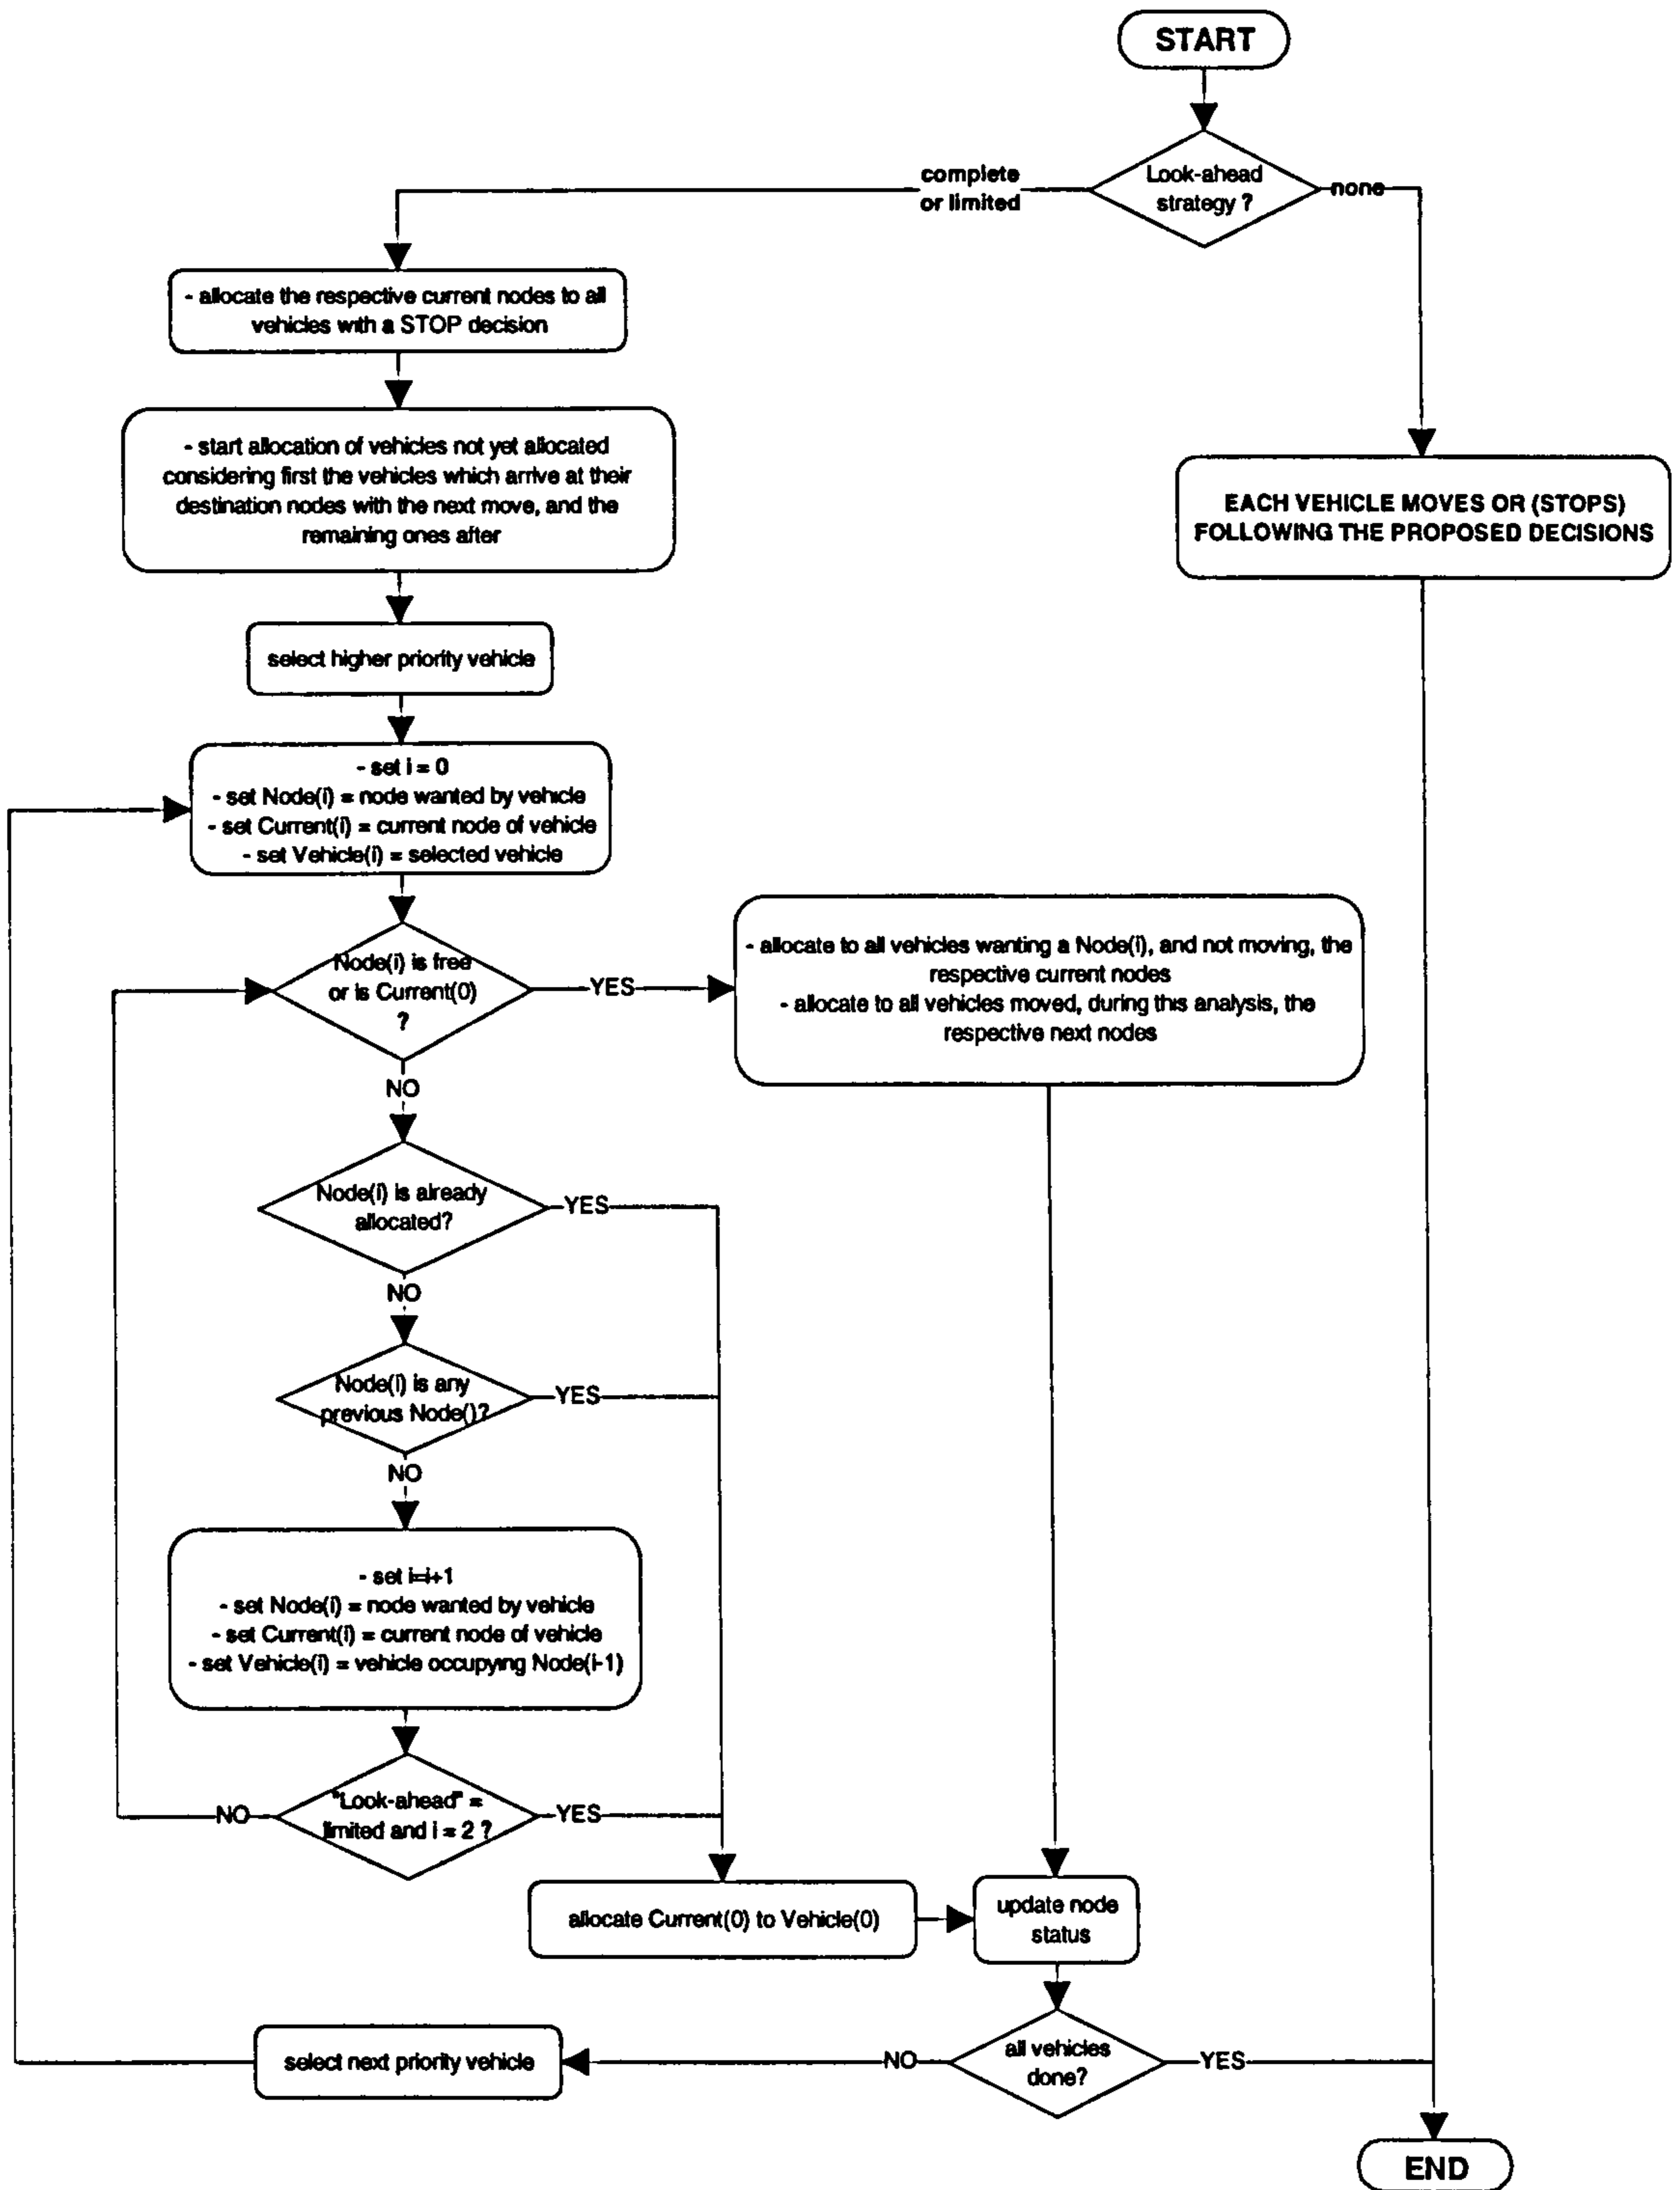 START
Look-ahead
strategy ?
complete
or limited
none
- allocate the respective current nodes to all
vehicles with a STOP decision
- start allocation of vehicles not yet allocated
considering first the vehicles which arrive at their
destination nodes with the next move, and the
remaining ones after
EACH VEHICLE MOVES OR (STOPS)
FOLLOWING THE PROPOSED DECISIONS
select higher priority vehicle
- set i = 0
- set Node(i) = node wanted by vehicle
- set Current(i) = current node of vehicle
- set Vehicle(i) = selected vehicle
Node(i) is free
or is Current(0)
?
YES
- allocate to all vehicles wanting a Node(i), and not moving, the
respective current nodes
- allocate to all vehicles moved, during this analysis, the
respective next nodes
NO
Node(i) is already
allocated?
YES
NO
Node(i) is any
previous Node()?
YES
NO
- set i=i+1
- set Node(i) = node wanted by vehicle
- set Current(i) = current node of vehicle
- set Vehicle(i) = vehicle occupying Node(i-1)
"Look-ahead" =
limited and i = 2 ?
NO
YES
allocate Current(0) to Vehicle(0)
update node
status
select next priority vehicle
NO
all vehicles
done?
YES
END